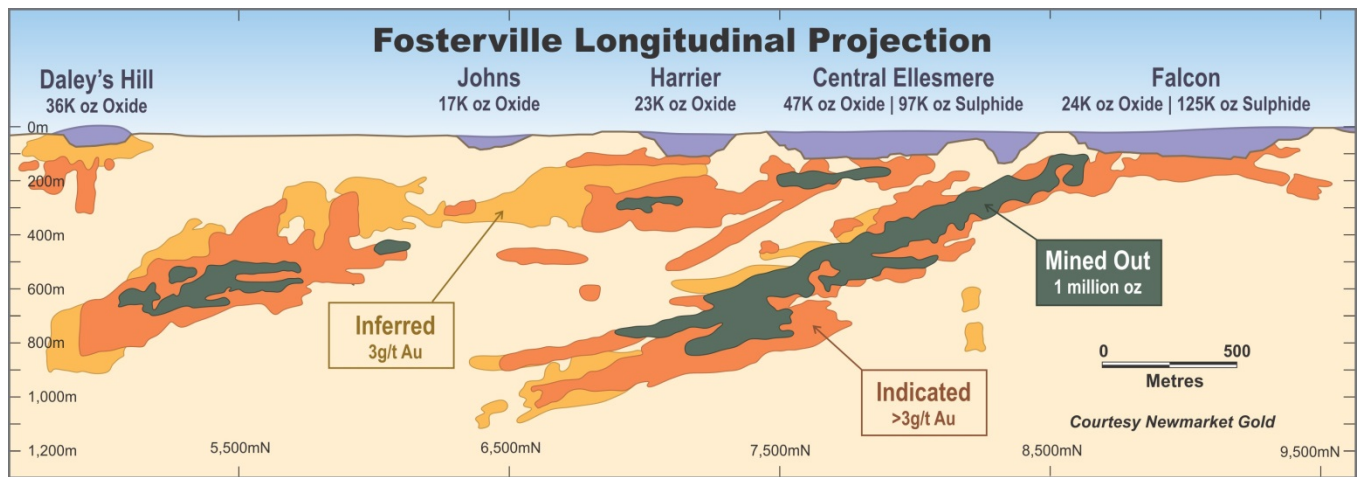 Fosterville Longitudinal Projection
Daley's Hill
36K oz Oxide
Johns
17K oz Oxide
Harrier
23K oz Oxide
Central Ellesmere
47K oz Oxide | 97K oz Sulphide
Falcon
24K oz Oxide | 125K oz Sulphide
0m
200m
400m
600m
800m
1,000m
1,200m
Mined Out
1 million oz
Inferred
3g/t Au
Indicated
>3g/t Au
0 500
Metres
Courtesy Newmarket Gold
5,500mN 6,500mN 7,500mN 8,500mN 9,500mN